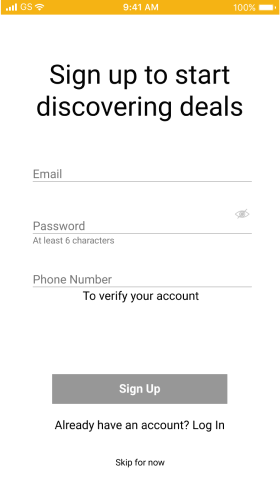 GS 9:41 AM 100%
Sign up to start
discovering deals
Email
Password
At least 6 characters
Phone Number
To verify your account
Sign Up
Already have an account? Log In
Skip for now